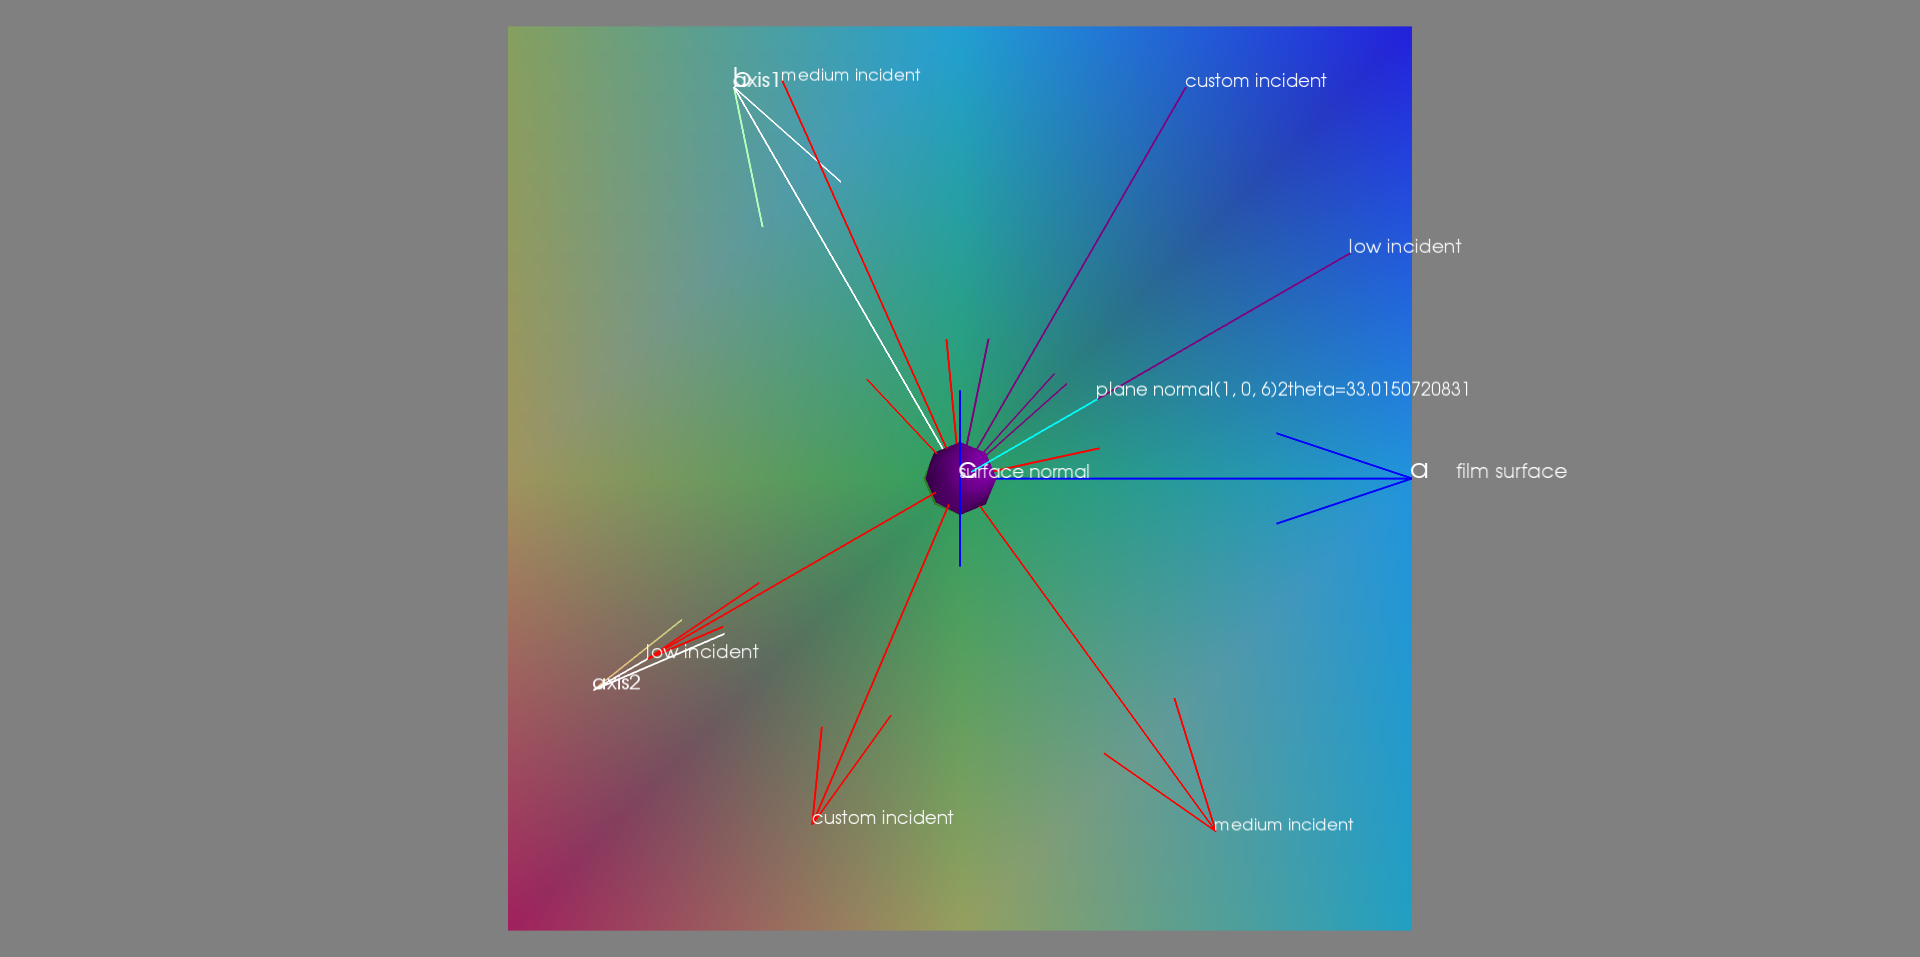 b
axis1
medium incident
custom incident
low incident
plane normal(1, 0, 6)2theta=33.0150720831
c
surface normal
a
film surface
low incident
axis2
custom incident
medium incident